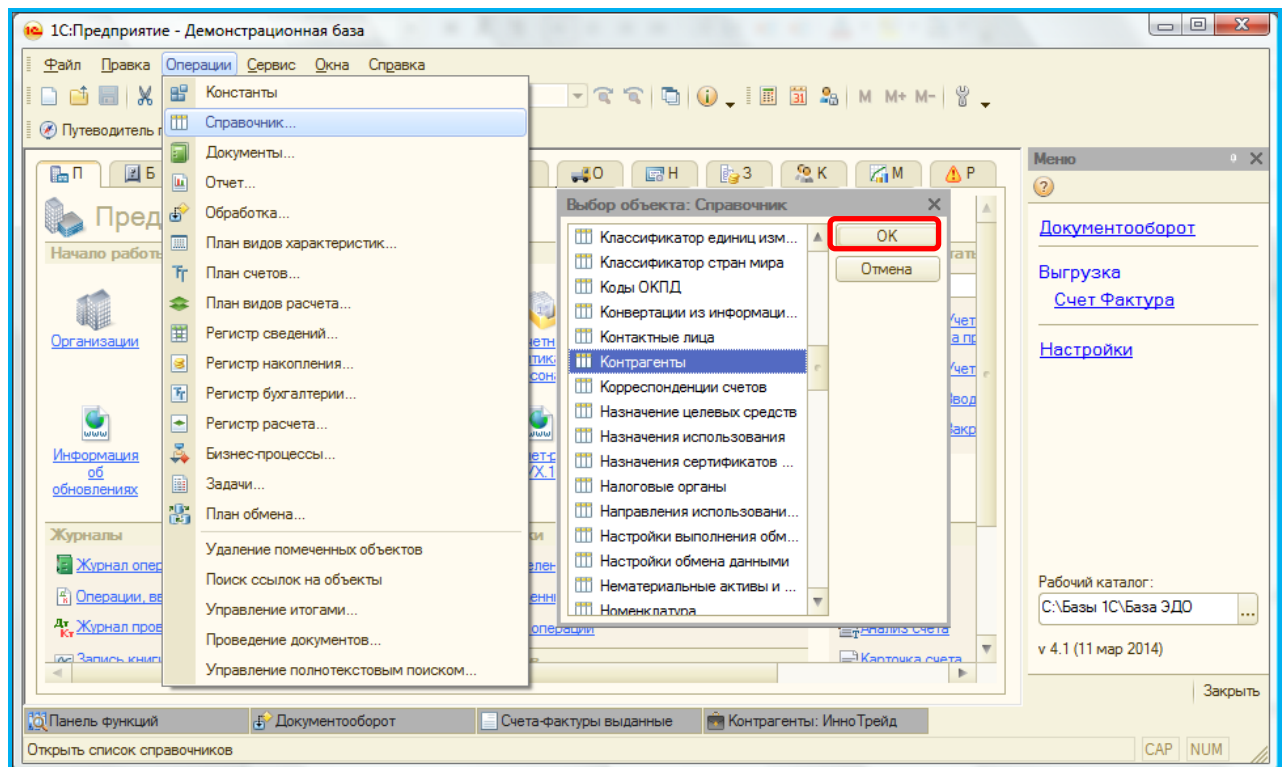 1С:Предприятие - Демонстрационная база
Файл Правка Операции Сервис Окна Справка
M M+ M-
Путеводитель
Константы
Справочник...
Документы...
Отчет...
Обработка...
План видов характеристик...
План счетов...
План видов расчета...
Регистр сведений...
Регистр накопления...
Регистр бухгалтерии...
Регистр расчета...
Бизнес-процессы...
Задачи...
План обмена...
Удаление помеченных объектов
Поиск ссылок на объекты
Управление итогами...
Проведение документов...
Управление полнотекстовым поиском...
П Б О Н З К М Р
Пред
Начало работы
Организации
Информация
об
обновлениях
Журналы
Журнал опер
Операции, вв
Журнал пров
Запись книги
Выбор объекта: Справочник
Классификатор единиц изм...
Классификатор стран мира
Коды ОКПД
Конвертации из информаци...
Контактные лица
Контрагенты
Корреспонденции счетов
Назначение целевых средств
Назначения использования
Назначения сертификатов ...
Налоговые органы
Направления использовани...
Настройки выполнения обм...
Настройки обмена данными
Нематериальные активы и ...
Номенклатура
ОК
Отмена
операции
Анализ счета
Карточка счета
Меню
Документооборот
Выгрузка
Счет Фактура
Настройки
Рабочий каталог:
C:\Базы 1С\База ЭДО
...
v 4.1 (11 мар 2014)
Закрыть
Панель функций Документооборот Счета-фактуры выданные Контрагенты: ИнноТрейд
Открыть список справочников
CAP NUM